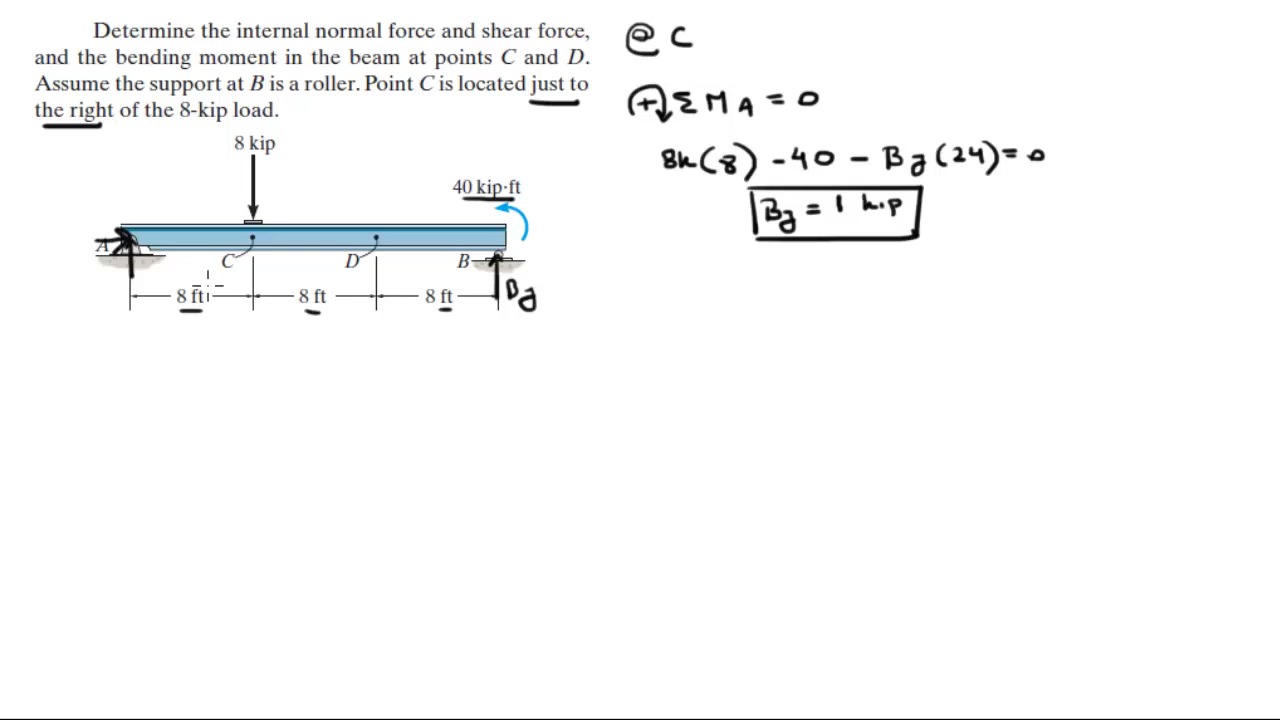 Determine the internal normal force and shear force,
and the bending moment in the beam at points C and D.
Assume the support at B is a roller. Point C is located just to
the right of the 8-kip load.
8 kip
40 kip·ft
A
C
D
B
By
8 ft
8 ft
8 ft
@ C
+ Σ M A = 0
8k(8) - 40 - By(24) = 0
By = 1 kip